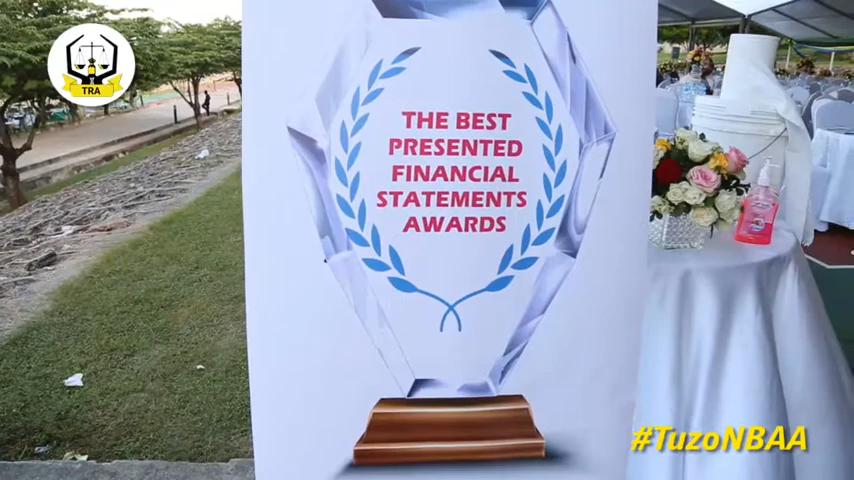 TRA
THE BEST
PRESENTED
FINANCIAL
STATEMENTS
AWARDS
#TuzoNBAA